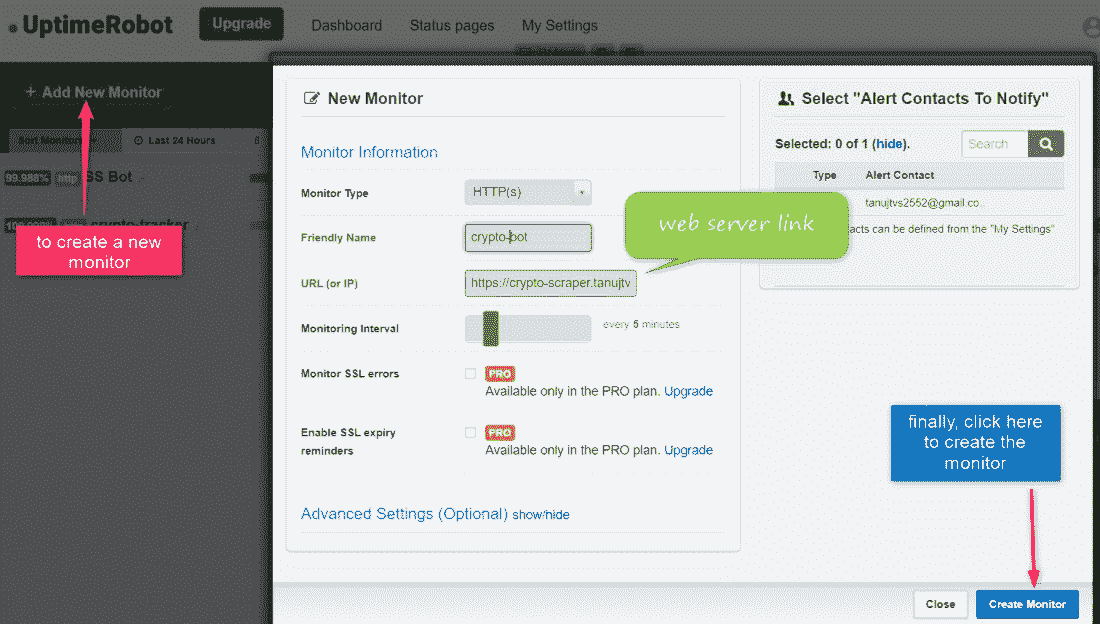 UptimeRobot
Upgrade
Dashboard
Status pages
My Settings
+ Add New Monitor
Sort Monitors
Last 24 Hours
99.988%
http
SS Bot
crypto-tracker
to create a new
monitor
New Monitor
Monitor Information
Monitor Type
HTTP(s)
Friendly Name
crypto-bot
URL (or IP)
https://crypto-scraper.tanujtv
Monitoring Interval
every 5 minutes
Monitor SSL errors
PRO
Available only in the PRO plan. Upgrade
Enable SSL expiry
reminders
PRO
Available only in the PRO plan. Upgrade
Advanced Settings (Optional) show/hide
web server link
Select "Alert Contacts To Notify"
Selected: 0 of 1 (hide).
Search
Type
Alert Contact
tanujtvs2552@gmail.co..
can be defined from the "My Settings"
finally, click here
to create the
monitor
Close
Create Monitor